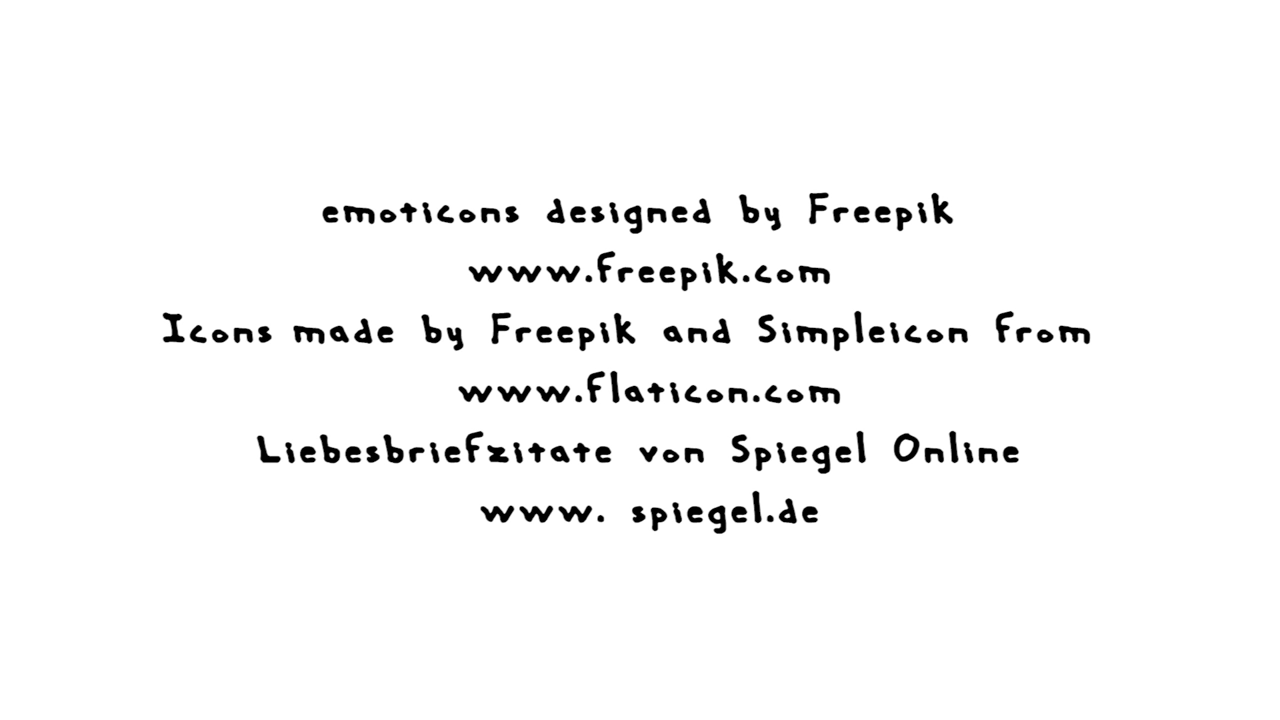 emoticons designed by Freepik
www.freepik.com
Icons made by Freepik and Simpleicon from
www.flaticon.com
Liebesbriefzitate von Spiegel Online
www. spiegel.de